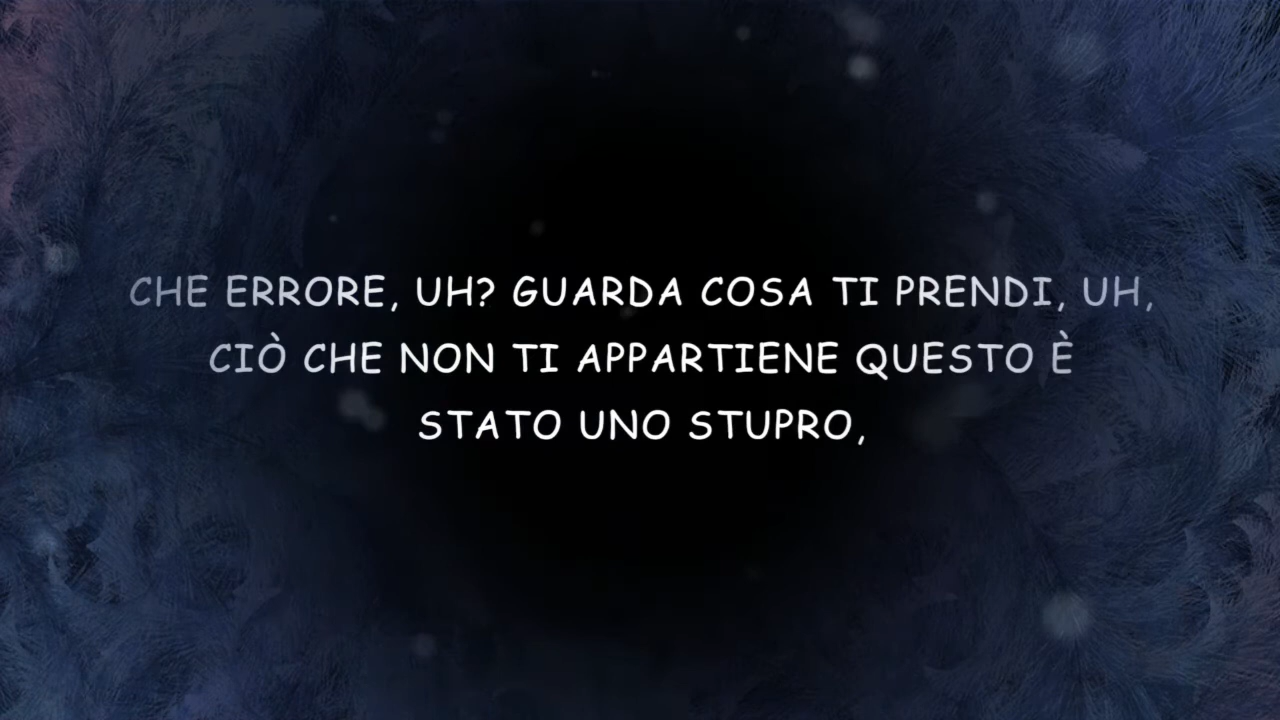 CHE ERRORE, UH? GUARDA COSA TI PRENDI, UH,
CIÒ CHE NON TI APPARTIENE QUESTO È
STATO UNO STUPRO,